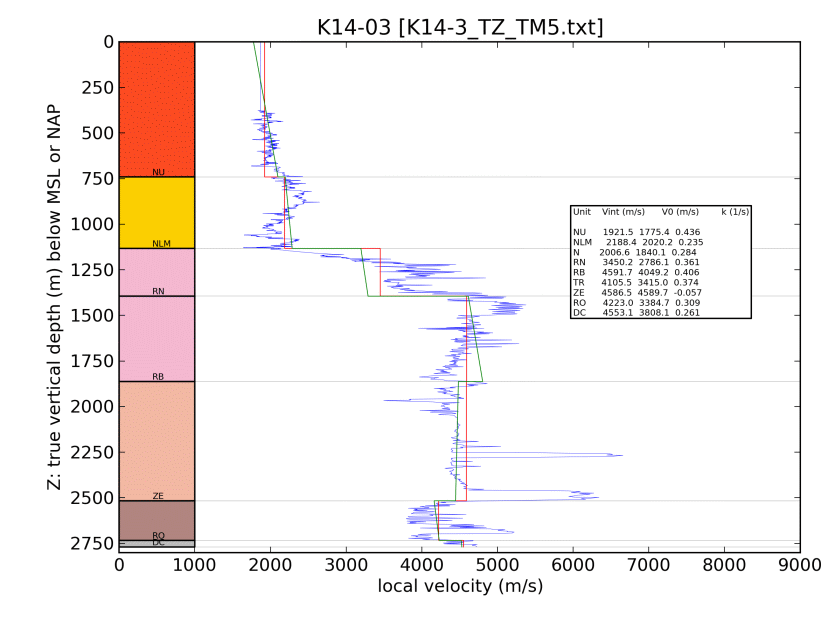 K14-03 [K14-3_TZ_TM5.txt]
0
250
500
750
1000
1250
1500
1750
2000
2250
2500
2750
Z: true vertical depth (m) below MSL or NAP
NU
NLM
RN
RB
ZE
RO
DC
Unit Vint (m/s) V0 (m/s) k (1/s)
NU 1921.5 1775.4 0.436
NLM 2188.4 2020.2 0.235
N 2006.6 1840.1 0.284
RN 3450.2 2786.1 0.361
RB 4591.7 4049.2 0.406
TR 4105.5 3415.0 0.374
ZE 4586.5 4589.7 -0.057
RO 4223.0 3384.7 0.309
DC 4553.1 3808.1 0.261
0 1000 2000 3000 4000 5000 6000 7000 8000 9000
local velocity (m/s)